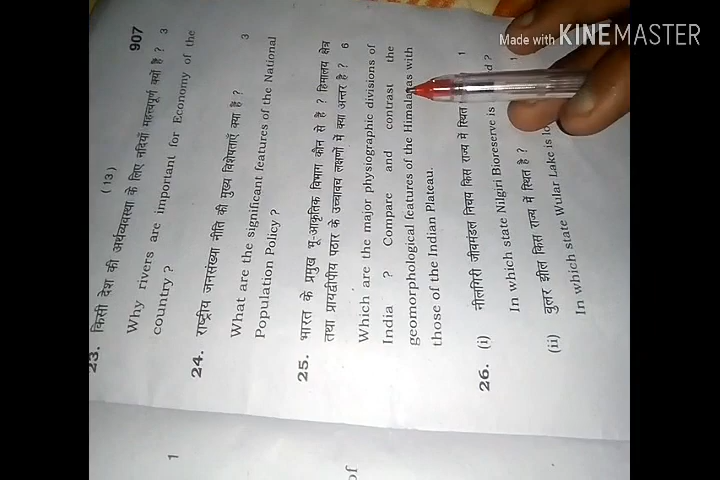 Made with KINEMASTER
(13)
907
23. किसी देश की अर्थव्यवस्था के लिए नदियाँ महत्वपूर्ण क्यों हैं ? 3
Why rivers are important for Economy of the
country ?
24. राष्ट्रीय जनसंख्या नीति की मुख्य विशेषताएँ क्या हैं ?
What are the significant features of the National 3
Population Policy ?
25. भारत के प्रमुख भू-आकृतिक विभाग कौन से हैं ? हिमालय क्षेत्र
तथा प्रायद्वीपीय पठार के उच्चावच लक्षणों में क्या अन्तर है ? 6
Which are the major physiographic divisions of
India ? Compare and contrast the
geomorphological features of the Himalayas with
those of the Indian Plateau.
26. (i) नीलगिरी जीवमंडल निचय किस राज्य में स्थित 1
In which state Nilgiri Bioreserve is d ?
(ii) वुलर झील किस राज्य में स्थित है ? 1
In which state Wular Lake is lo
1
of